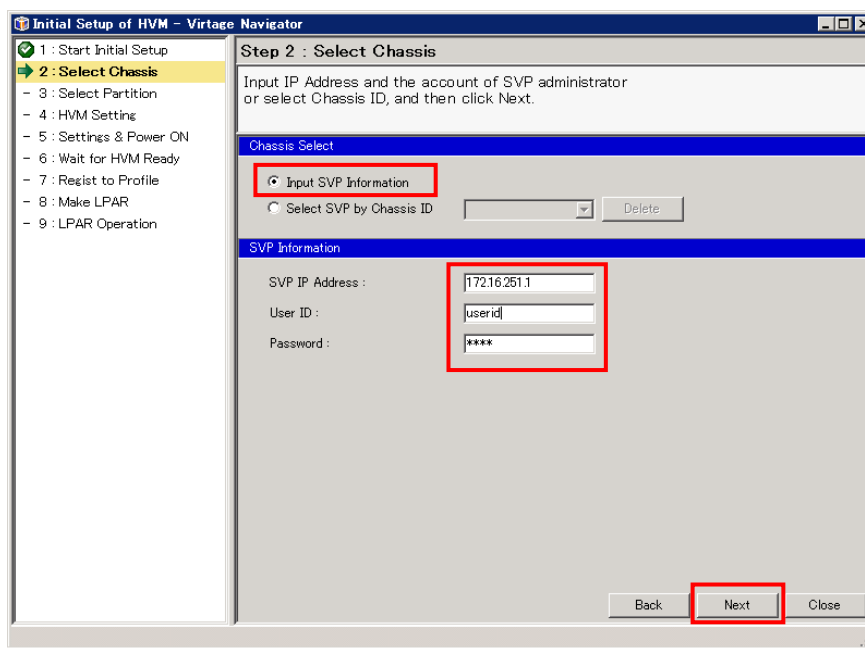 Initial Setup of HVM - Virtage Navigator
1 : Start Initial Setup
2 : Select Chassis
- 3 : Select Partition
- 4 : HVM Setting
- 5 : Settings & Power ON
- 6 : Wait for HVM Ready
- 7 : Regist to Profile
- 8 : Make LPAR
- 9 : LPAR Operation
Step 2 : Select Chassis
Input IP Address and the account of SVP administrator
or select Chassis ID, and then click Next.
Chassis Select
Input SVP Information
Select SVP by Chassis ID
Delete
SVP Information
SVP IP Address : 172.16.251.1
User ID : userid
Password : ****
Back Next Close